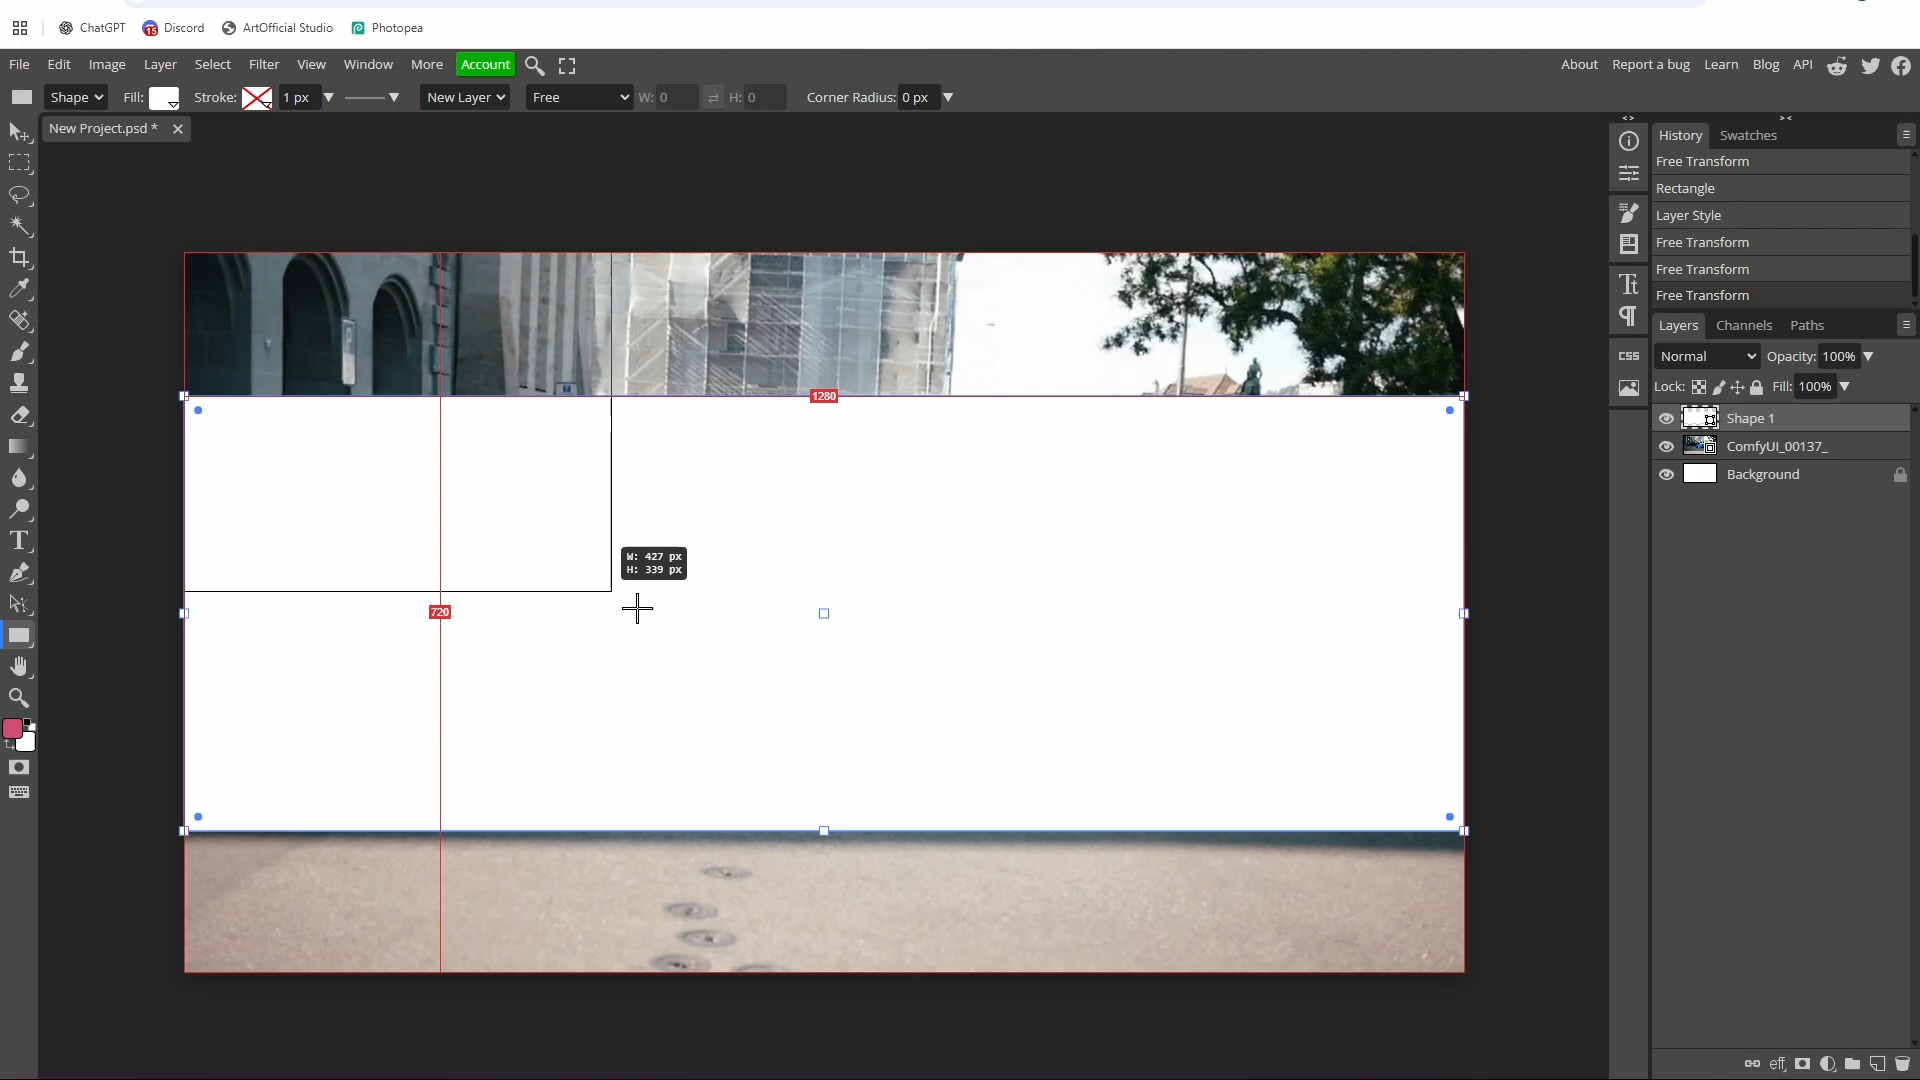 ChatGPT
15 Discord
ArtOfficial Studio
Photopea
File Edit Image Layer Select Filter View Window More Account
About Report a bug Learn Blog API
Shape Fill: Stroke: 1 px New Layer Free W: 0 H: 0 Corner Radius: 0 px
New Project.psd *
< >
> <
History Swatches
Free Transform
Rectangle
Layer Style
Free Transform
Free Transform
Free Transform
Layers Channels Paths
Normal Opacity: 100%
Lock: Fill: 100%
Shape 1
ComfyUI_00137_
Background
CSS
1280
W: 427 px
H: 339 px
720
eff